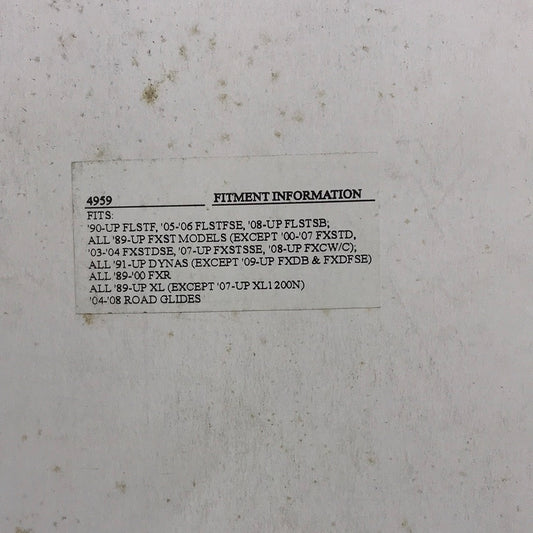 4959 FITMENT INFORMATION
FITS:
'90-UP FLSTF, '05-'06 FLSTFSE, '08-UP FLSTSB;
ALL '89-UP FXST MODELS (EXCEPT '00-'07 FXSTD,
'03-'04 FXSTDSE, '07-UP FXSTSSE, '08-UP FXCW/C);
ALL '91-UP DYNAS (EXCEPT '09-UP FXDB & FXDFSE)
ALL '89-'00 FXR
ALL '89-UP XL (EXCEPT '07-UP XL1200N)
'04-'08 ROAD GLIDES